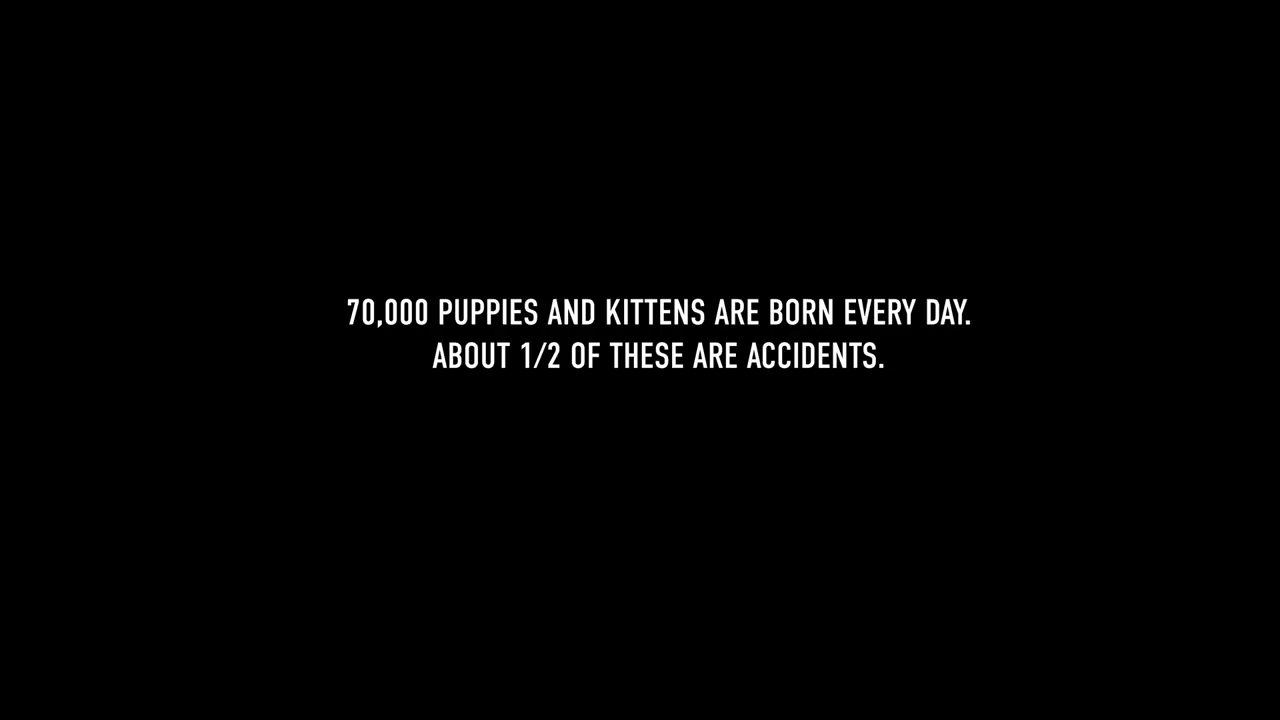 70,000 PUPPIES AND KITTENS ARE BORN EVERY DAY.
ABOUT 1/2 OF THESE ARE ACCIDENTS.